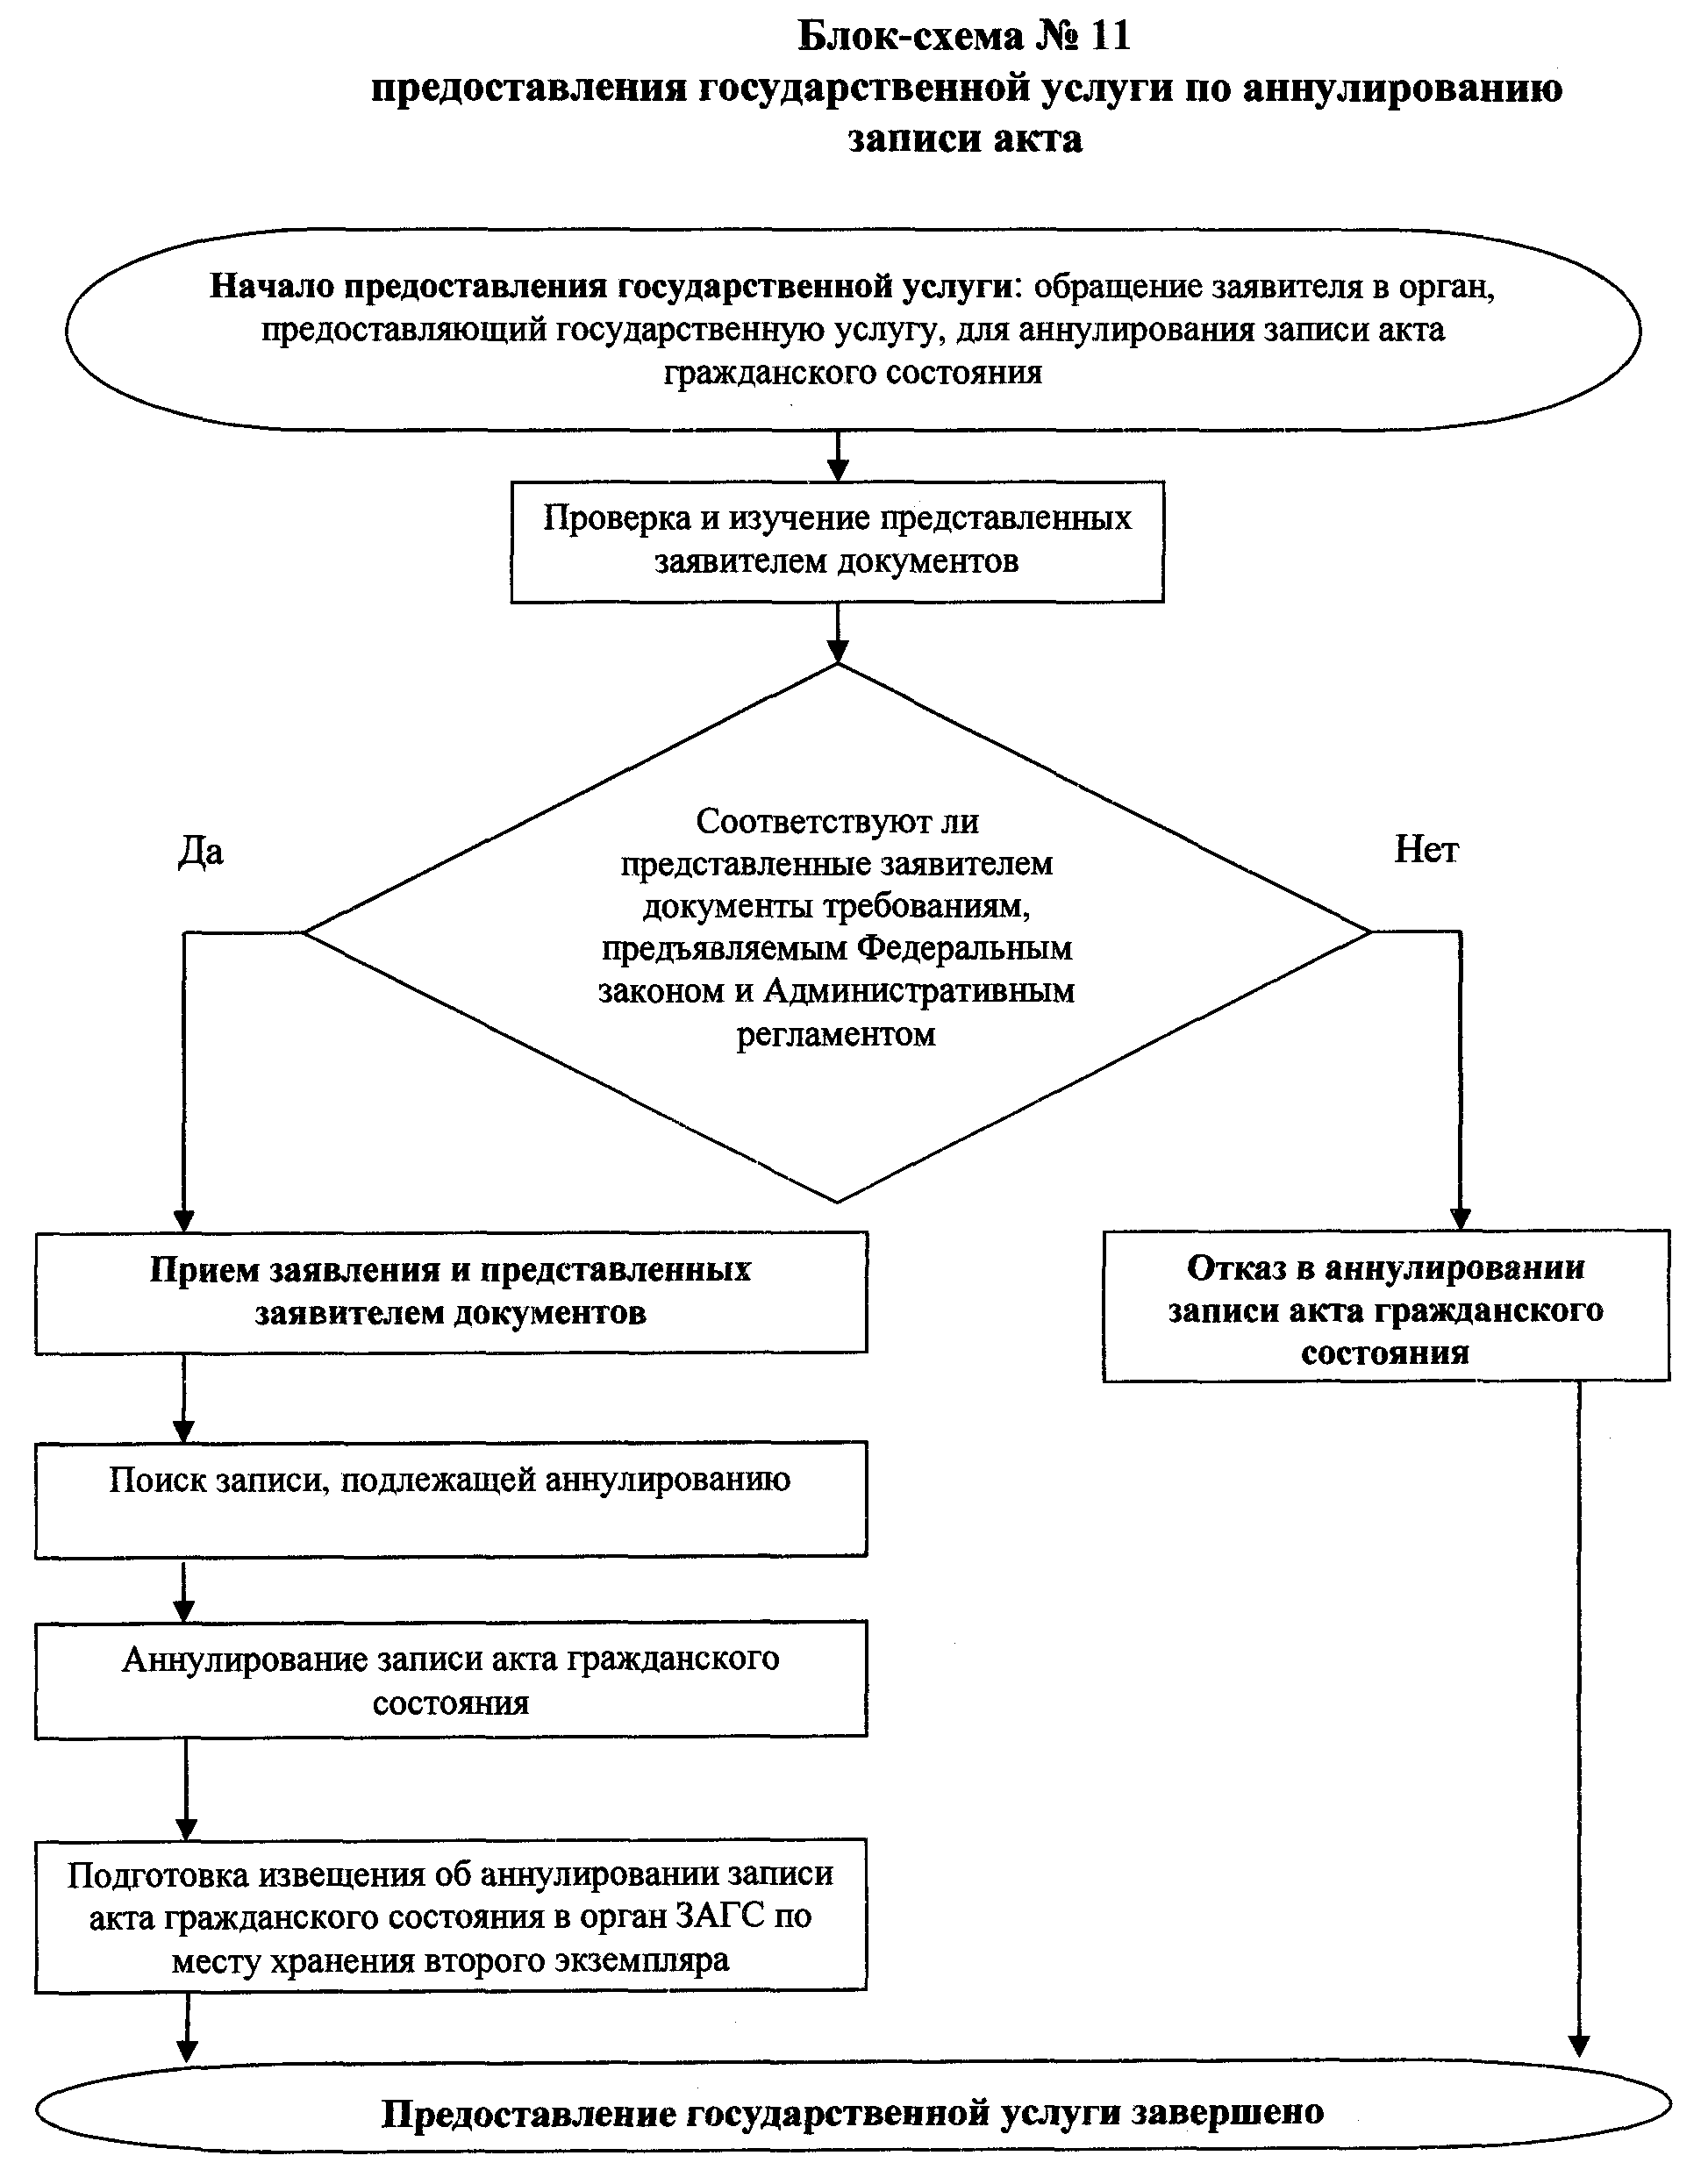 Блок-схема № 11
предоставления государственной услуги по аннулированию
записи акта
Начало предоставления государственной услуги: обращение заявителя в орган,
предоставляющий государственную услугу, для аннулирования записи акта
гражданского состояния
Проверка и изучение представленных
заявителем документов
Да
Нет
Соответствуют ли
представленные заявителем
документы требованиям,
предъявляемым Федеральным
законом и Административным
регламентом
Прием заявления и представленных
заявителем документов
Отказ в аннулировании
записи акта гражданского
состояния
Поиск записи, подлежащей аннулированию
Аннулирование записи акта гражданского
состояния
Подготовка извещения об аннулировании записи
акта гражданского состояния в орган ЗАГС по
месту хранения второго экземпляра
Предоставление государственной услуги завершено